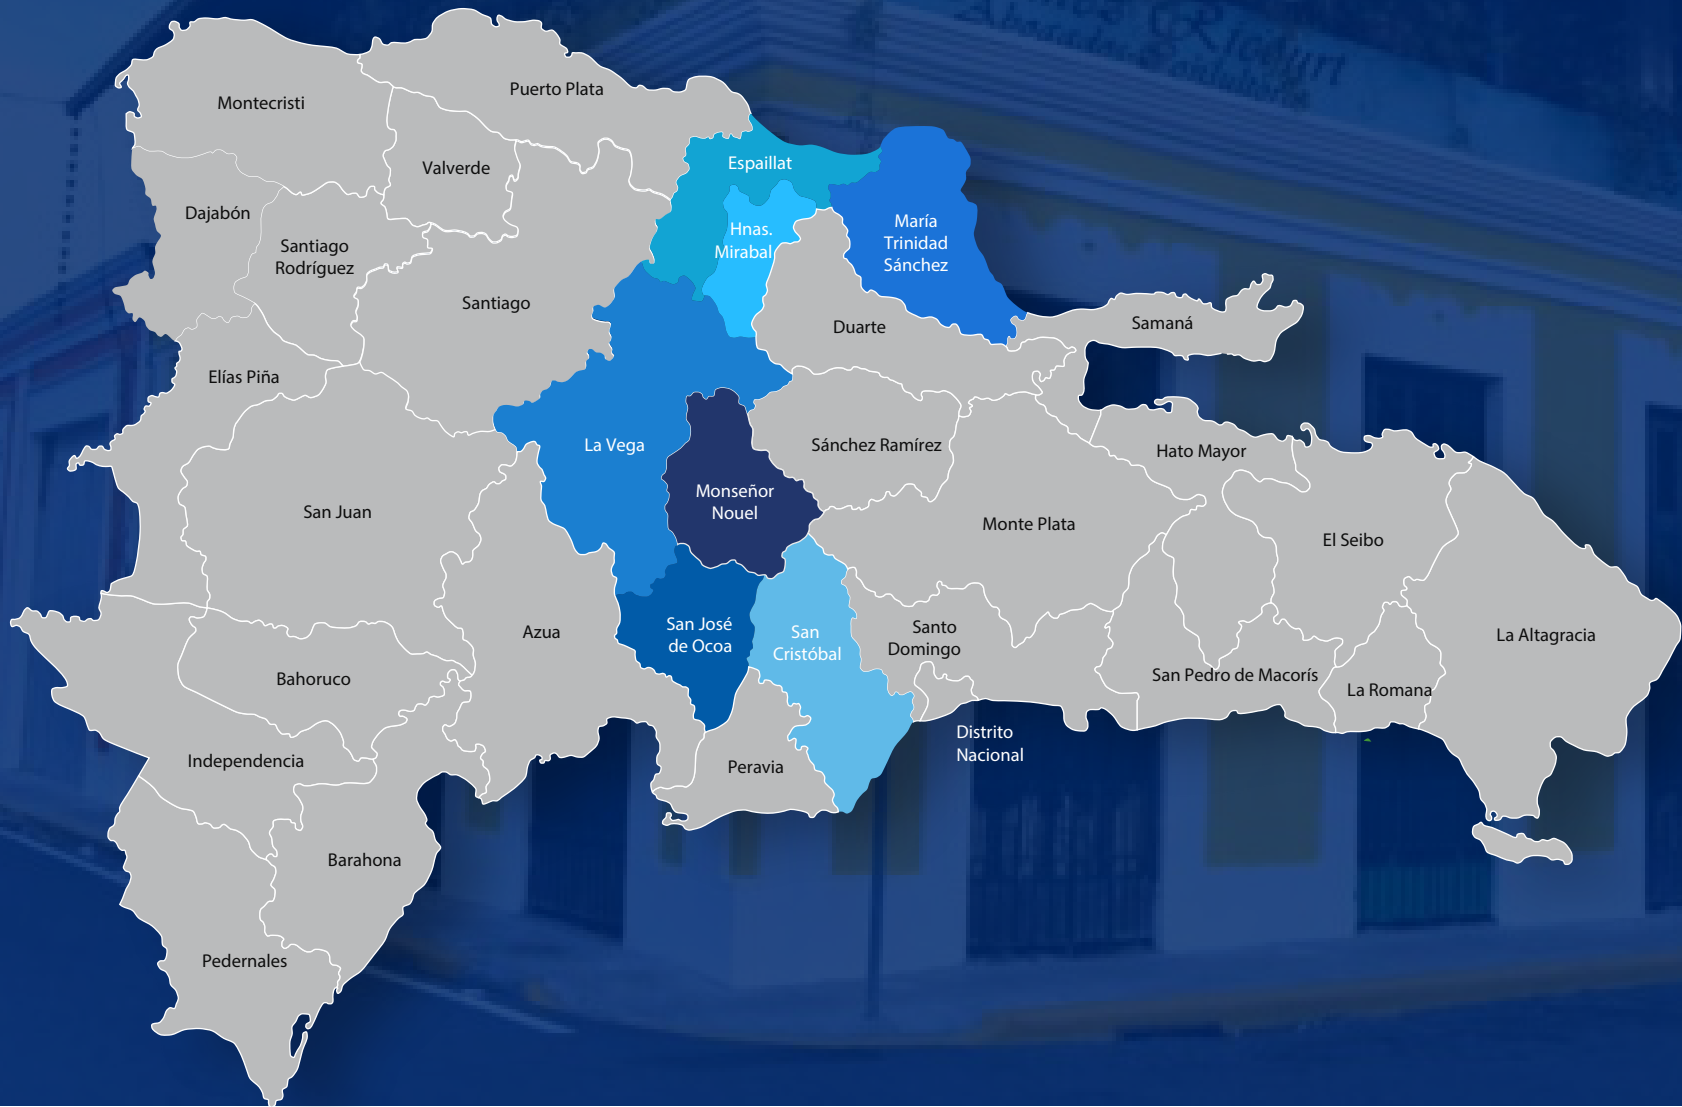 Puerto Plata
Montecristi
Valverde
Espaillat
Dajabón
Santiago
Rodríguez
Hnas.
Mirabal
María
Trinidad
Sánchez
Santiago
Duarte
Samaná
Elías Piña
La Vega
Sánchez Ramírez
Hato Mayor
San Juan
Monseñor
Nouel
Monte Plata
El Seibo
Azua
San José
de Ocoa
San
Cristóbal
Santo
Domingo
La Altagracia
Bahoruco
San Pedro de Macorís
La Romana
Distrito
Nacional
Independencia
Peravia
Barahona
Pedernales